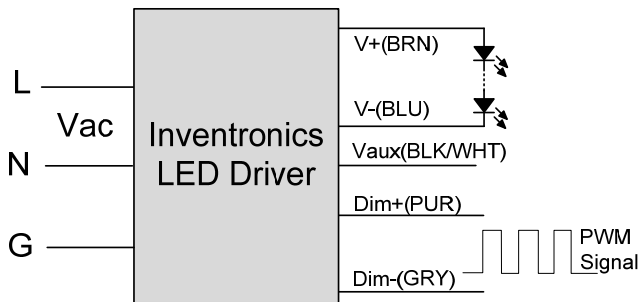 L
Vac
N
G
Inventronics
LED Driver
V+(BRN)
V-(BLU)
Vaux(BLK/WHT)
Dim+(PUR)
Dim-(GRY)
PWM
Signal